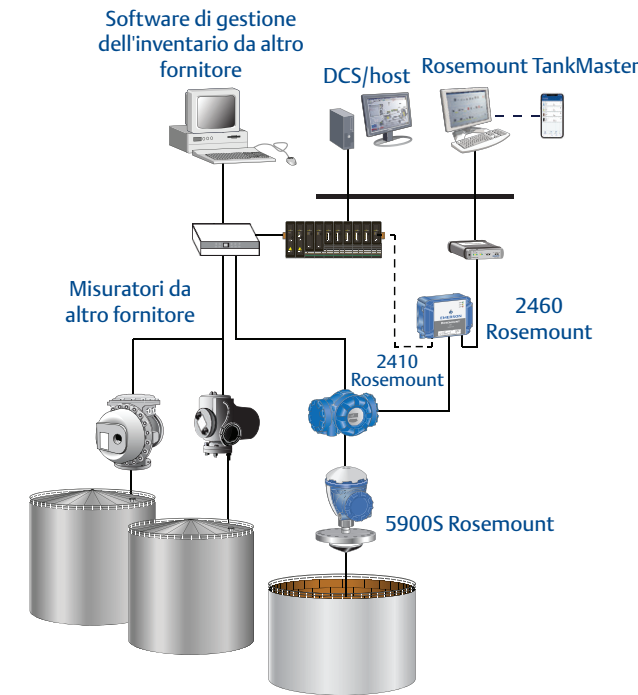 Software di gestione
dell'inventario da altro
fornitore
DCS/host
Rosemount TankMaster
Misuratori da
altro fornitore
2460
Rosemount
2410
Rosemount
EMERSON
5900S Rosemount